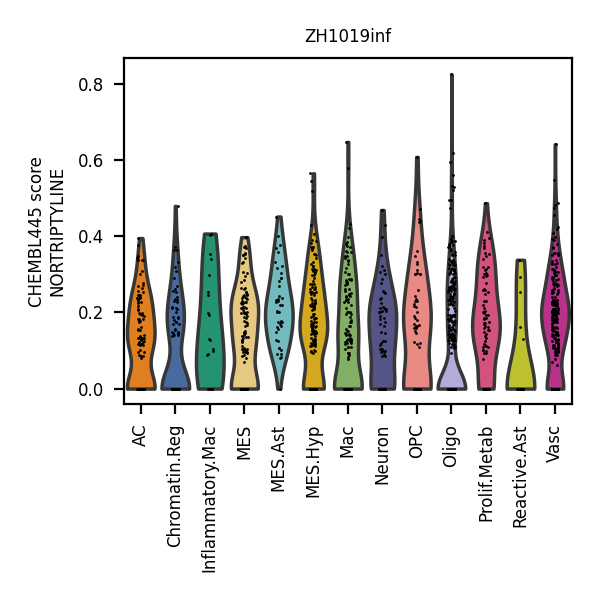 ZH1019inf
CHEMBL445 score
NORTRIPTYLINE
0.8
0.6
0.4
0.2
0.0
AC
Chromatin.Reg
Inflammatory.Mac
MES
MES.Ast
MES.Hyp
Mac
Neuron
OPC
Oligo
Prolif.Metab
Reactive.Ast
Vasc